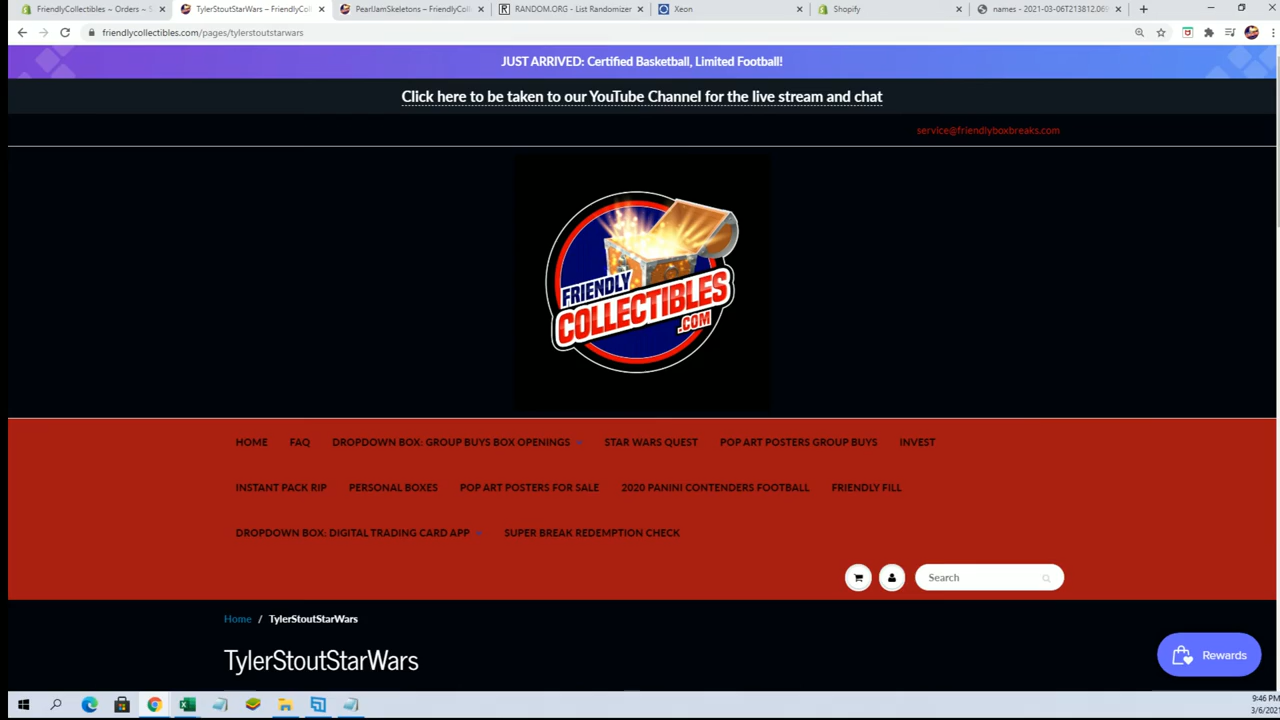 FriendlyCollectibles ~ Orders ~ S
TylerStoutStarWars – FriendlyCol
PearlJamSkeletons – FriendlyColl
RANDOM.ORG - List Randomizer
Xeon
Shopify
names - 2021-03-06T213812.06
friendlycollectibles.com/pages/tylerstoutstarwars
JUST ARRIVED: Certified Basketball, Limited Football!
Click here to be taken to our YouTube Channel for the live stream and chat
service@friendlyboxbreaks.com
FRIENDLY
COLLECTIBLES
.COM
HOME FAQ DROPDOWN BOX: GROUP BUYS BOX OPENINGS STAR WARS QUEST POP ART POSTERS GROUP BUYS INVEST
INSTANT PACK RIP PERSONAL BOXES POP ART POSTERS FOR SALE 2020 PANINI CONTENDERS FOOTBALL FRIENDLY FILL
DROPDOWN BOX: DIGITAL TRADING CARD APP SUPER BREAK REDEMPTION CHECK
Search
Home / TylerStoutStarWars
TylerStoutStarWars
Rewards
9:46 PM
3/6/2021